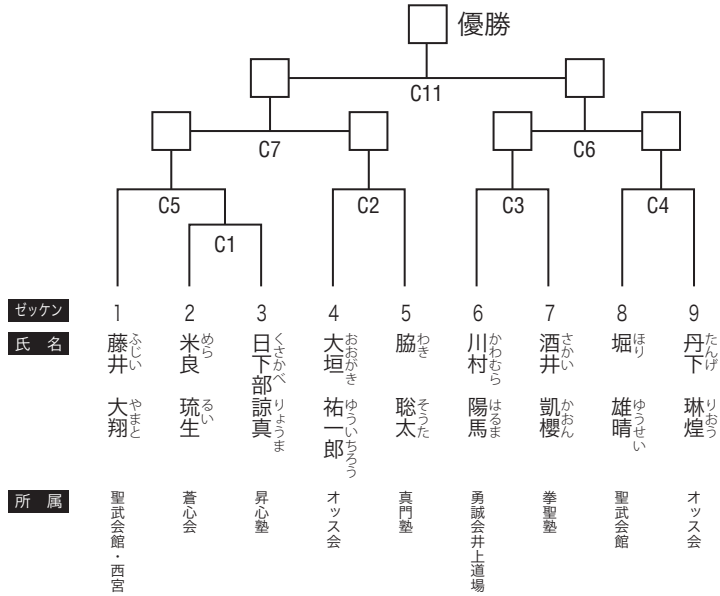 優勝
C11
C7
C6
C5
C2
C3
C4
C1
ゼッケン
1
2
3
4
5
6
7
8
9
氏 名
藤井 大翔
ふじい やまと
米良 琉生
めら るい
日下部 諒真
くさかべ りょうま
大垣 祐一郎
おおがき ゆういちろう
脇 聡太
わき そうた
川村 陽馬
かわむら はるま
酒井 凱櫻
さかい かおん
堀 雄晴
ほり ゆうせい
丹下 琳煌
たんげ りおう
所 属
聖武会館・西宮
蒼心会
昇心塾
オッス会
真門塾
勇誠会井上道場
拳聖塾
聖武会館
オッス会